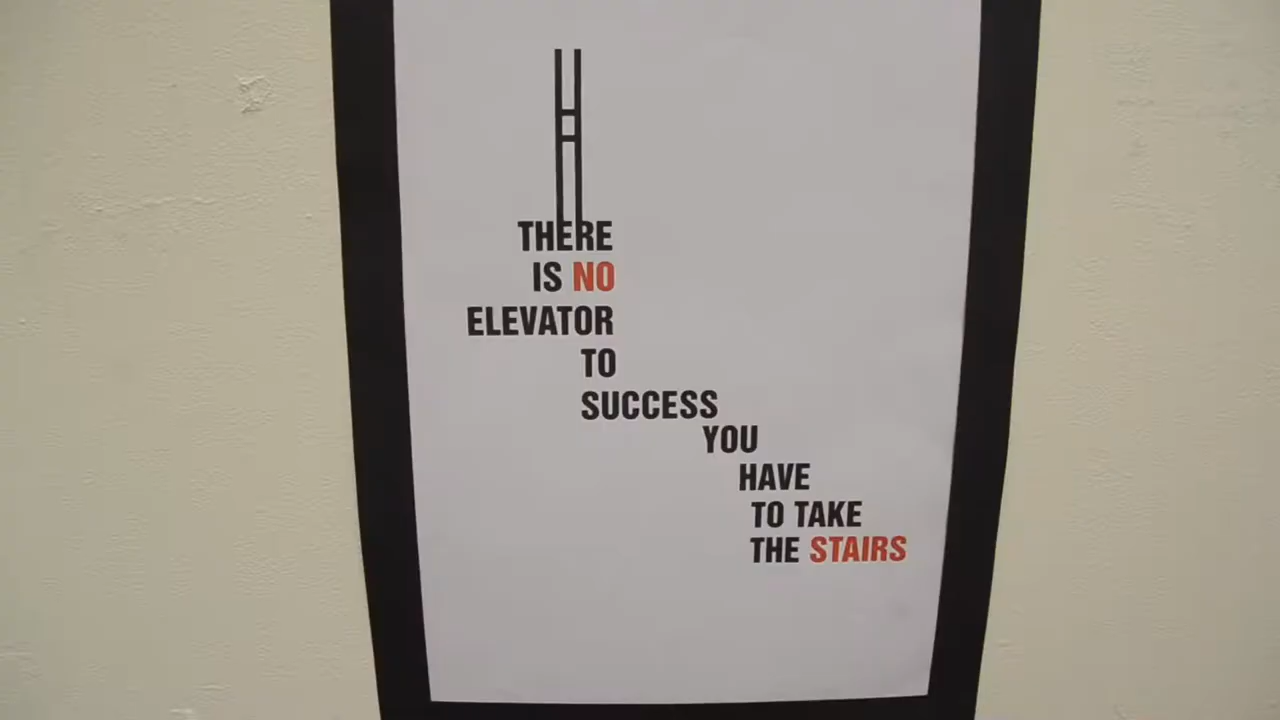 THERE
IS NO
ELEVATOR
TO
SUCCESS
YOU
HAVE
TO TAKE
THE STAIRS